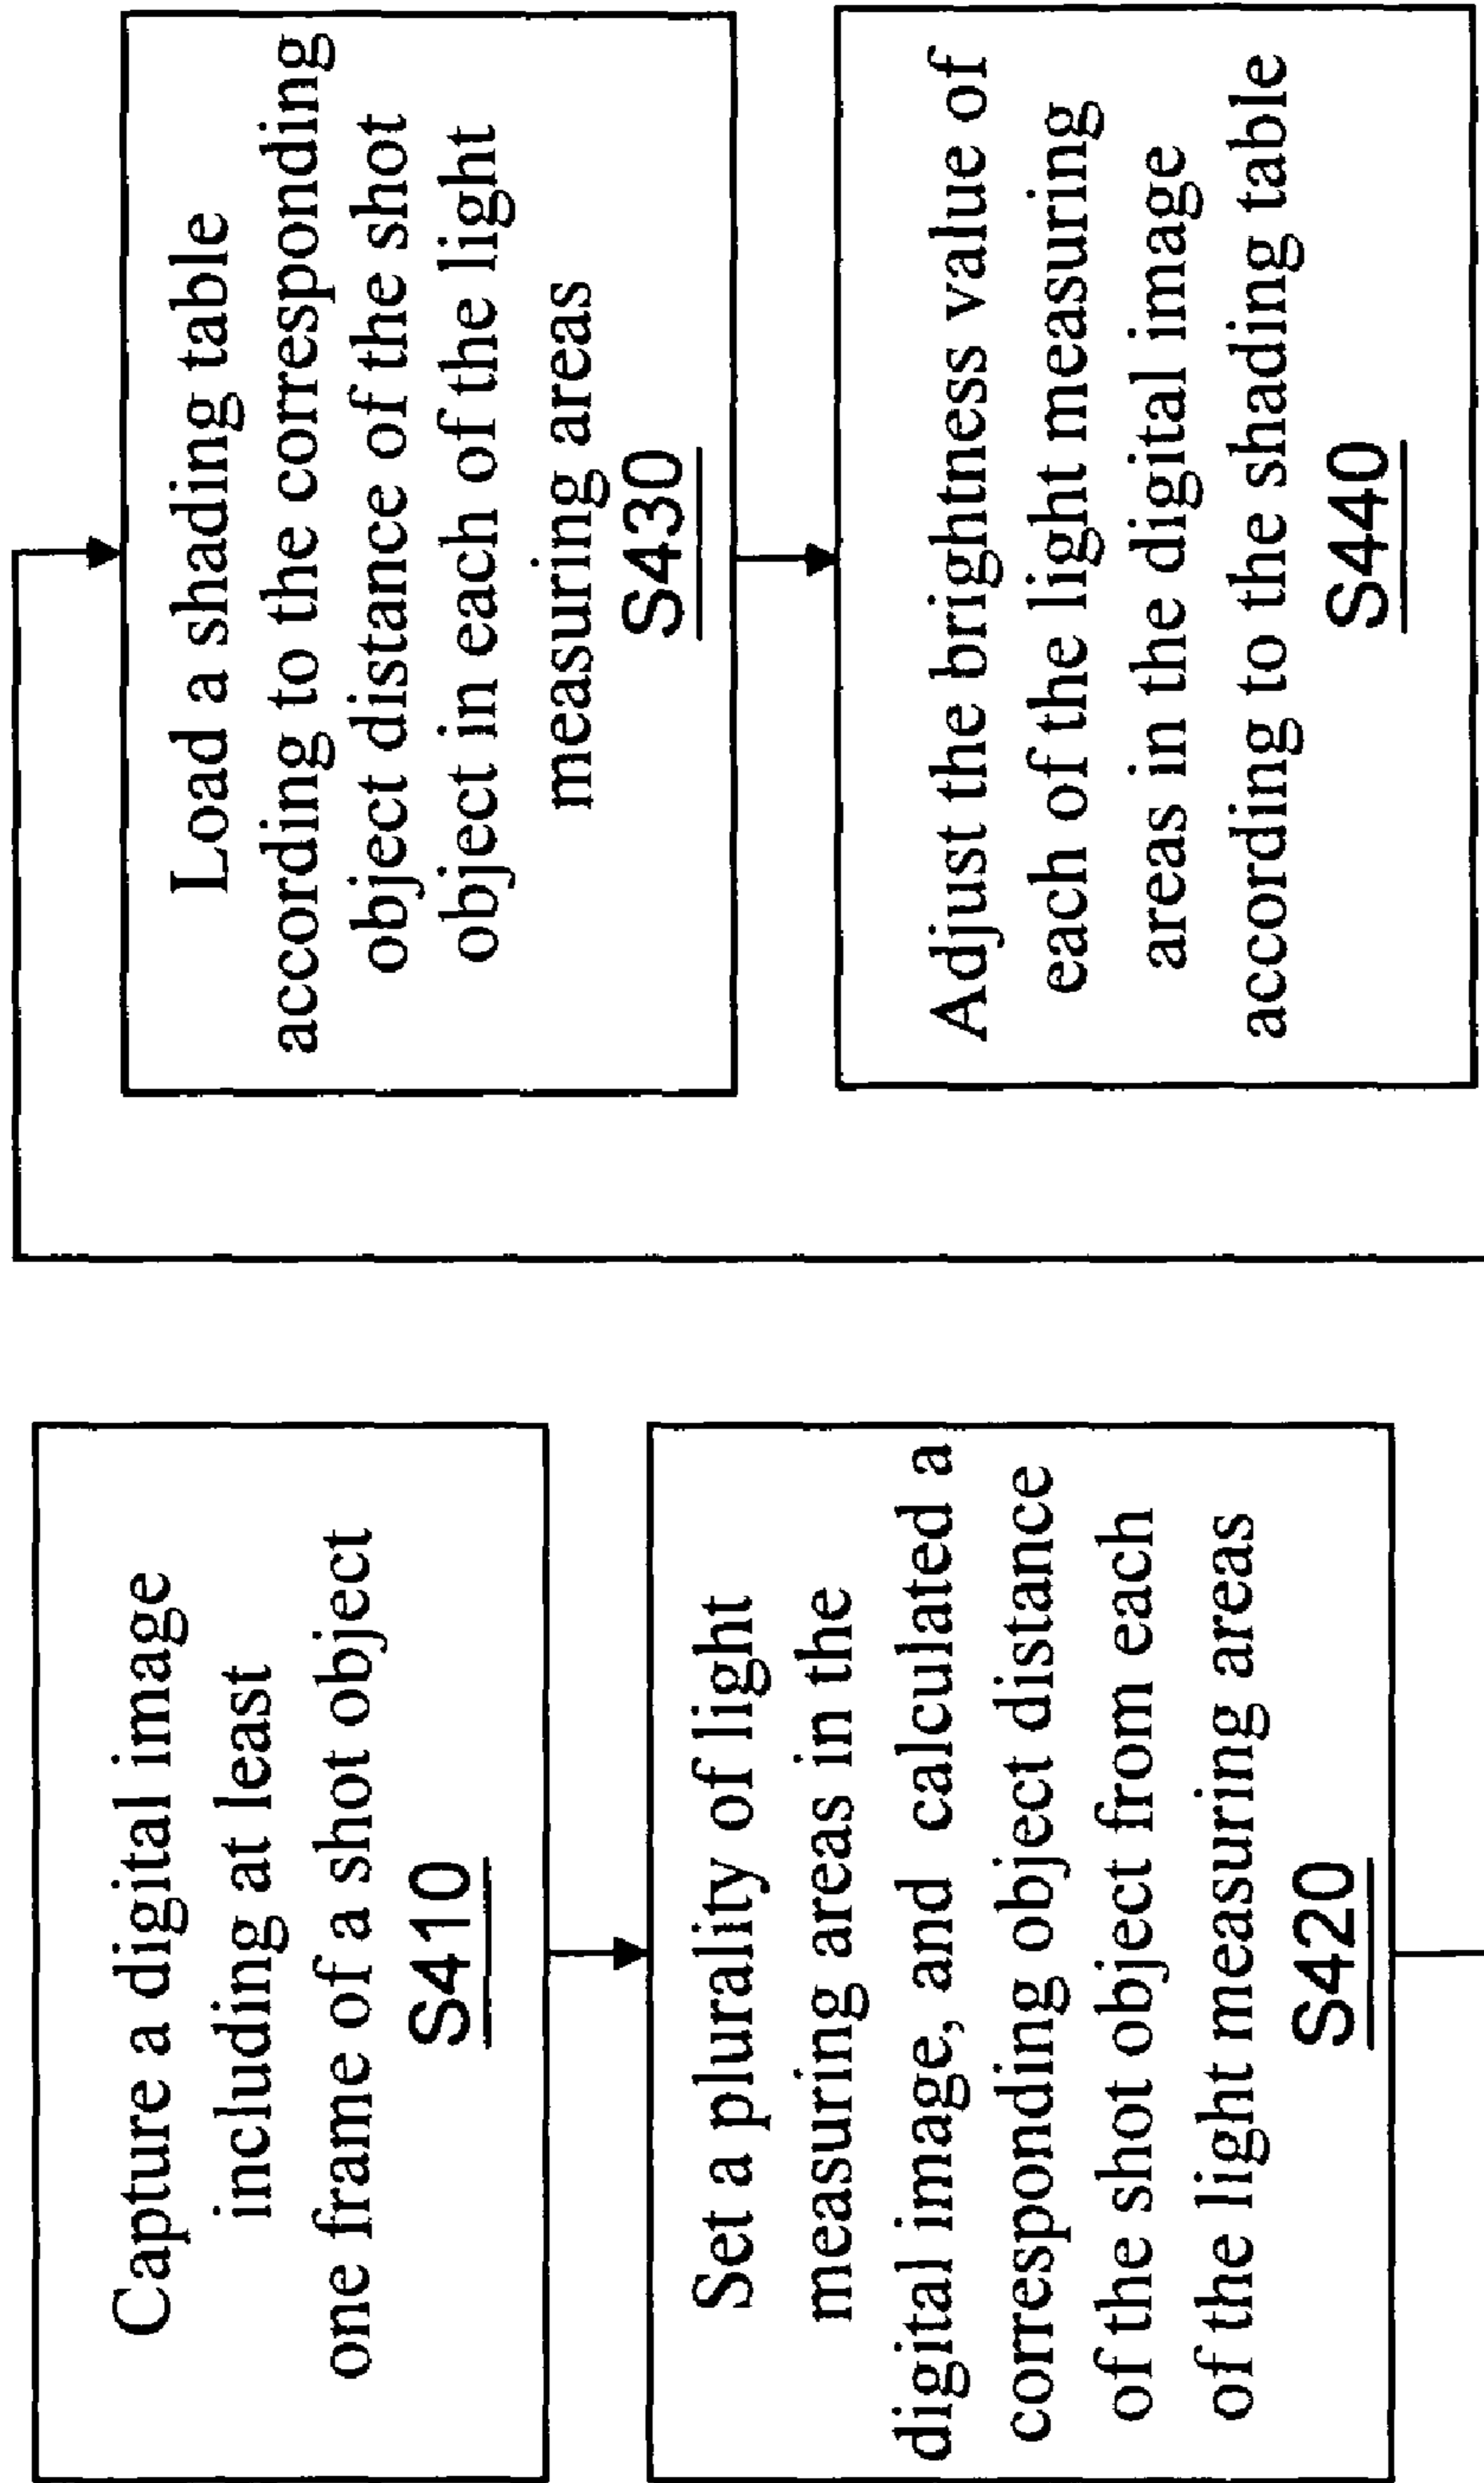 Capture a digital image
including at least
one frame of a shot object
S410
Set a plurality of light
measuring areas in the
digital image, and calculated a
corresponding object distance
of the shot object from each
of the light measuring areas
S420
Load a shading table
according to the corresponding
object distance of the shot
object in each of the light
measuring areas
S430
Adjust the brightness value of
each of the light measuring
areas in the digital image
according to the shading table
S440